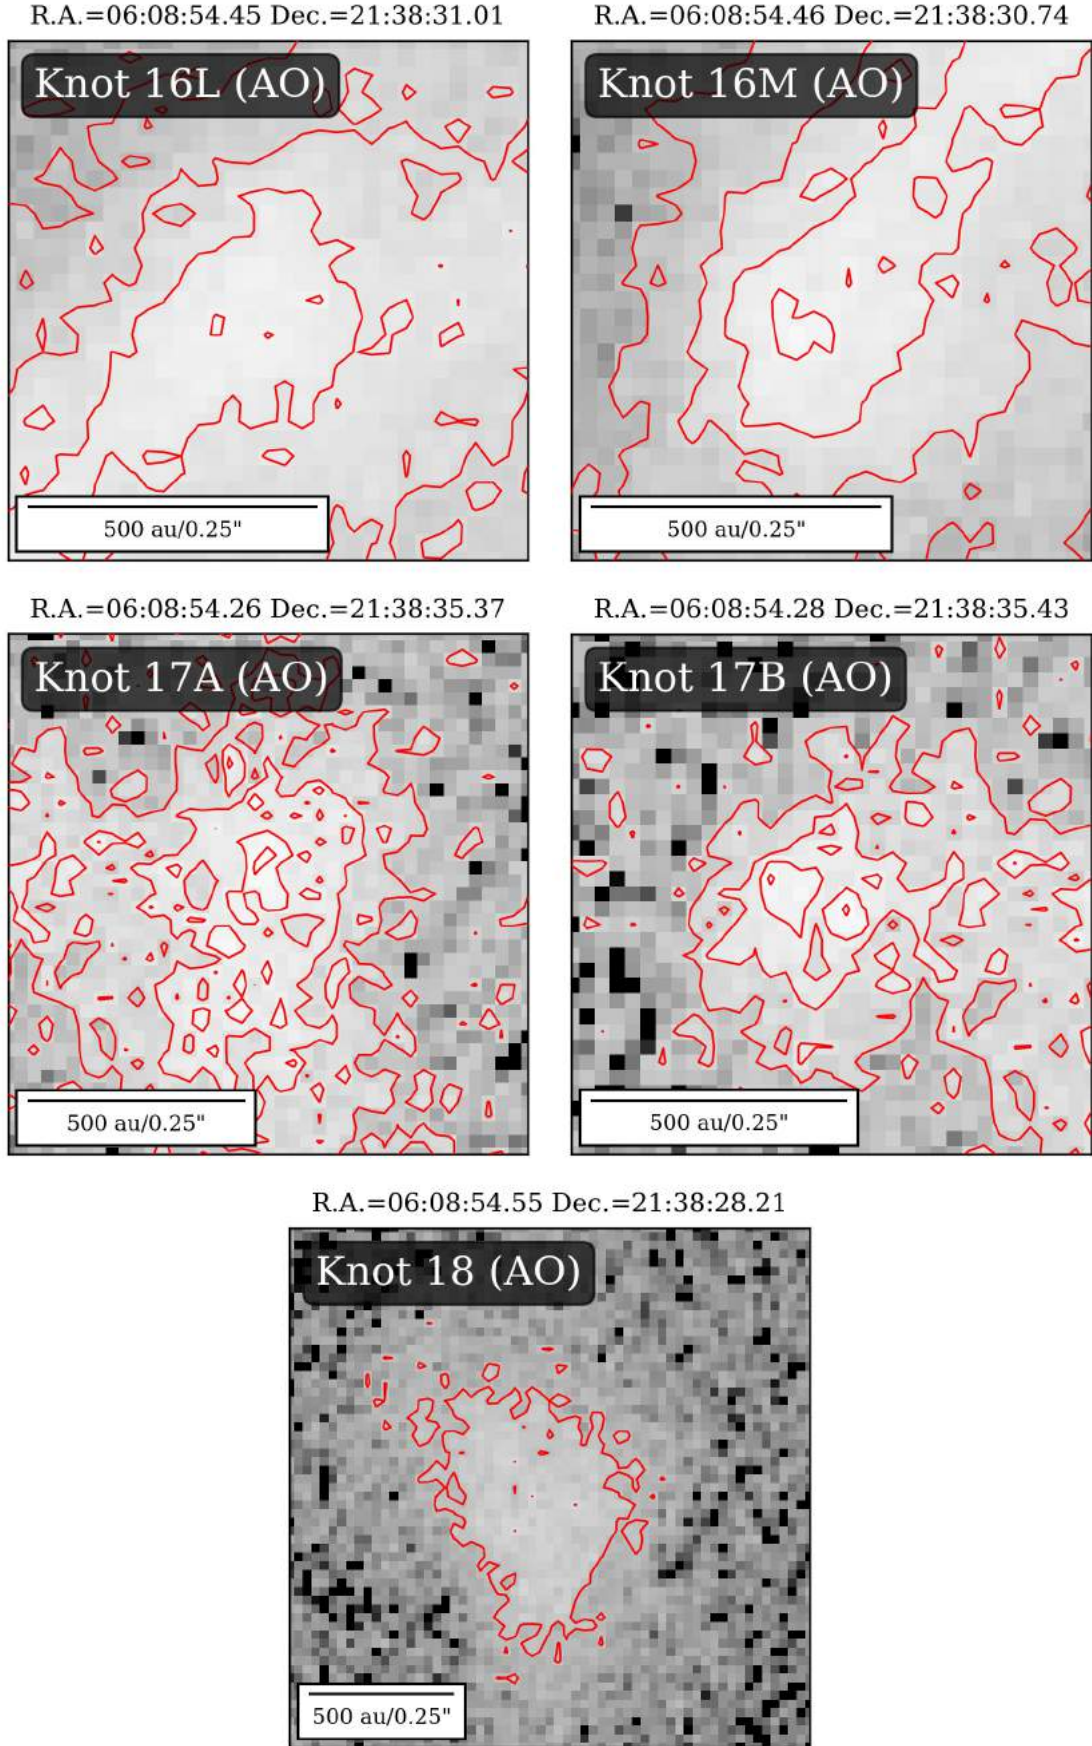 R.A.=06:08:54.45 Dec.=21:38:31.01
Knot 16L (AO)
500 au/0.25"
R.A.=06:08:54.46 Dec.=21:38:30.74
Knot 16M (AO)
500 au/0.25"
R.A.=06:08:54.26 Dec.=21:38:35.37
Knot 17A (AO)
500 au/0.25"
R.A.=06:08:54.28 Dec.=21:38:35.43
Knot 17B (AO)
500 au/0.25"
R.A.=06:08:54.55 Dec.=21:38:28.21
Knot 18 (AO)
500 au/0.25"